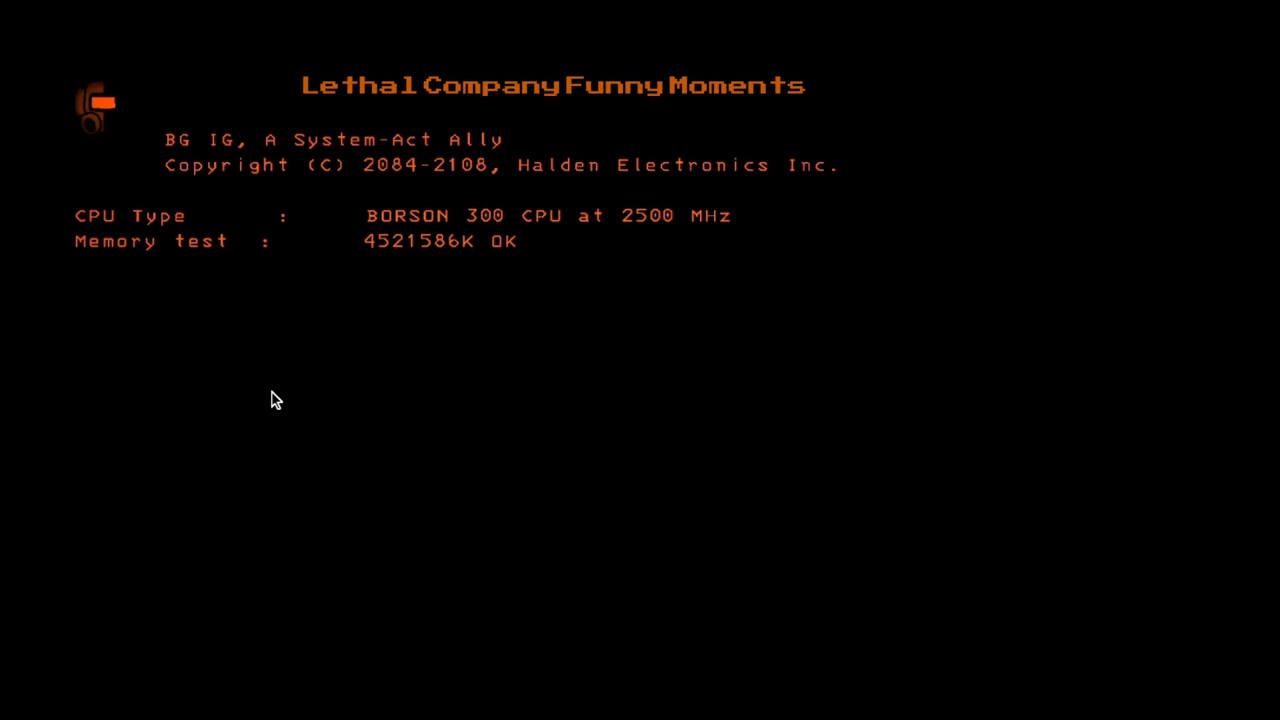 Lethal Company Funny Moments
BG IG, A System-Act Ally
Copyright (C) 2084-2108, Halden Electronics Inc.
CPU Type : BORSON 300 CPU at 2500 MHz
Memory test : 4521586K OK